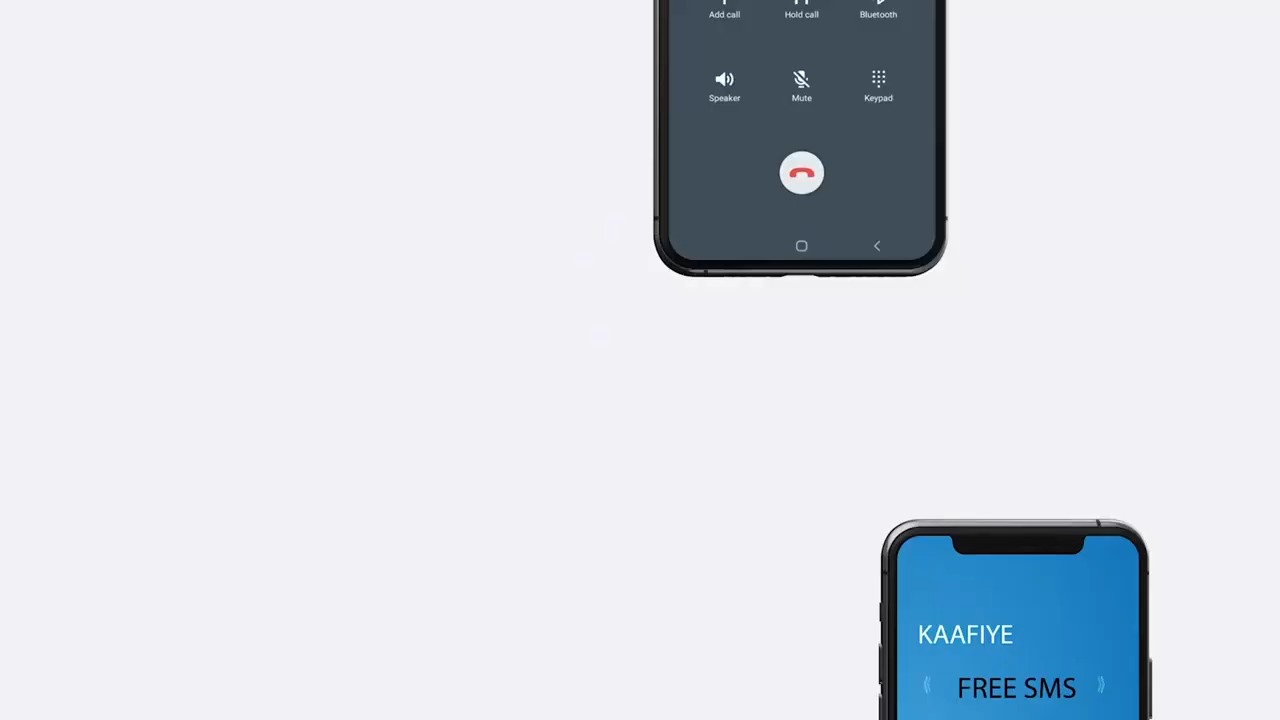 Add call
Hold call
Bluetooth
Speaker
Mute
Keypad
KAAFIYE
FREE SMS